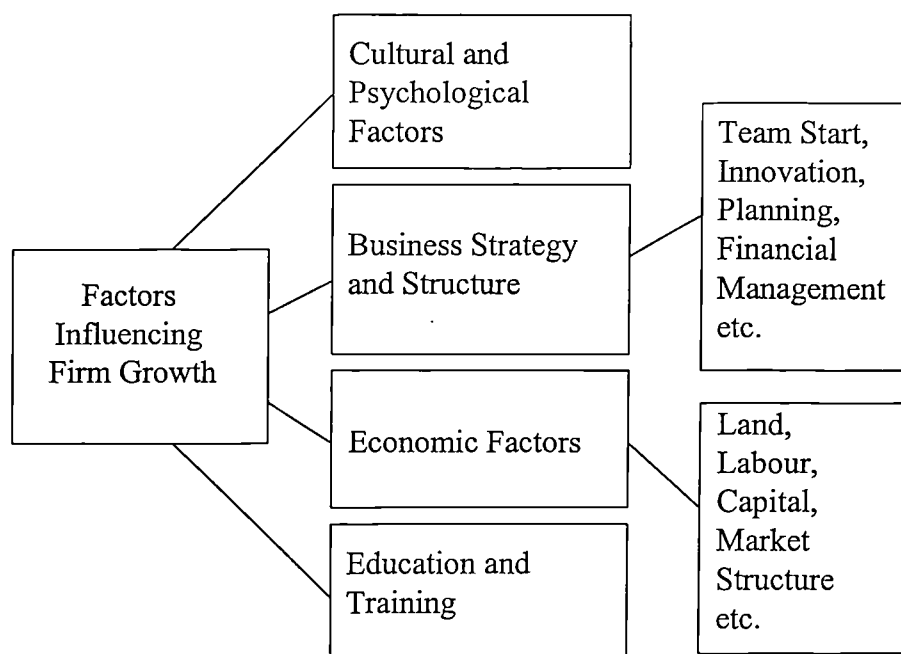 Cultural and
Psychological
Factors
Team Start,
Innovation,
Planning,
Financial
Management
etc.
Business Strategy
and Structure
Factors
Influencing
Firm Growth
Economic Factors
Land,
Labour,
Capital,
Market
Structure
etc.
Education and
Training